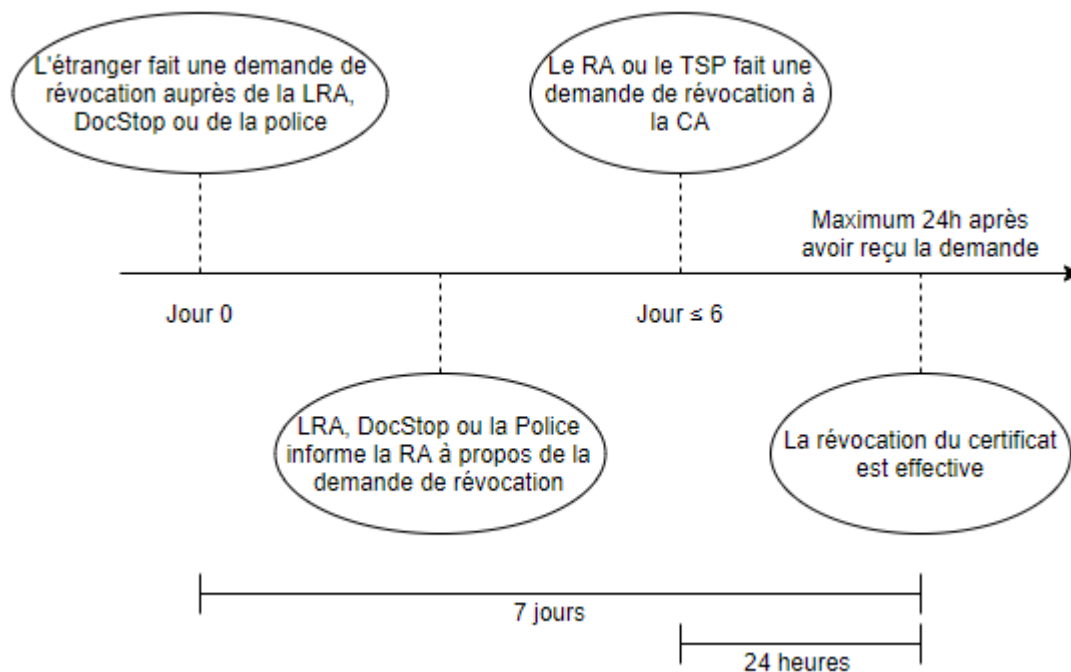 L'étranger fait une demande de
révocation auprès de la LRA,
DocStop ou de la police
Le RA ou le TSP fait une
demande de révocation à
la CA
Maximum 24h après
avoir reçu la demande
Jour 0
Jour ≤ 6
LRA, DocStop ou la Police
informe la RA à propos de la
demande de révocation
La révocation du certificat
est effective
7 jours
24 heures